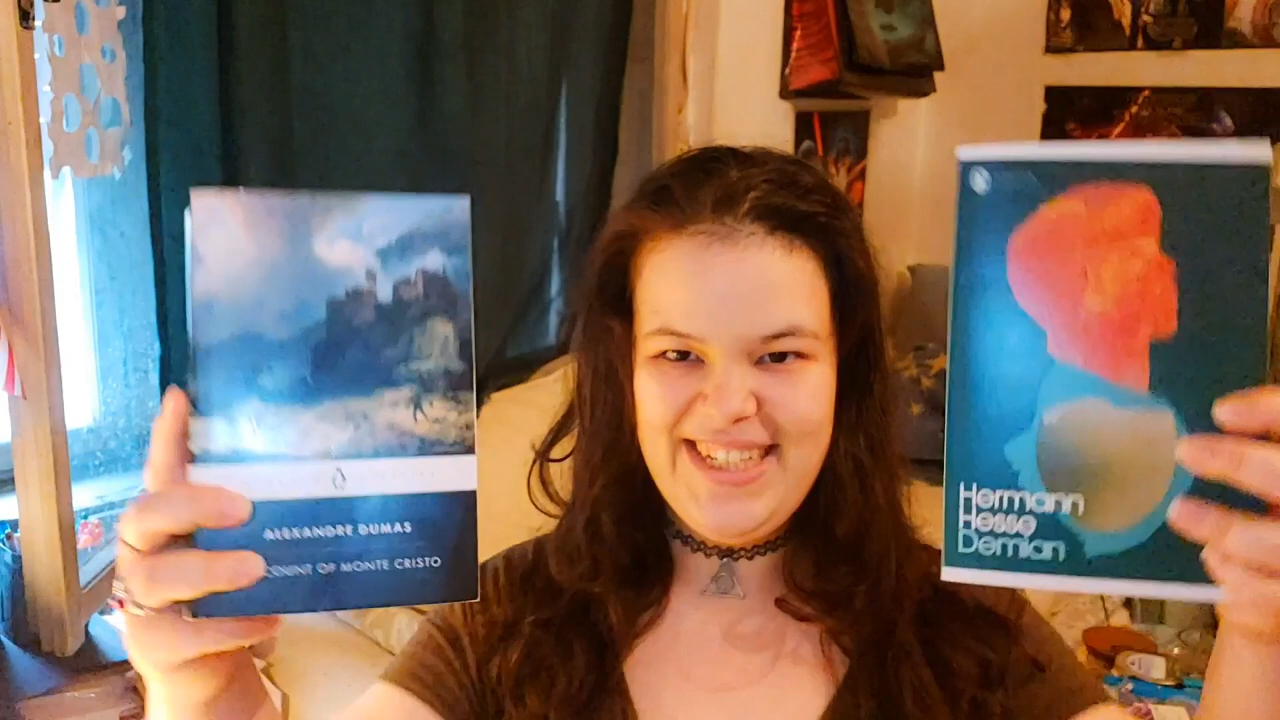 ALEXANDRE DUMAS
COUNT OF MONTE CRISTO
Hermann
Hesse
Demian